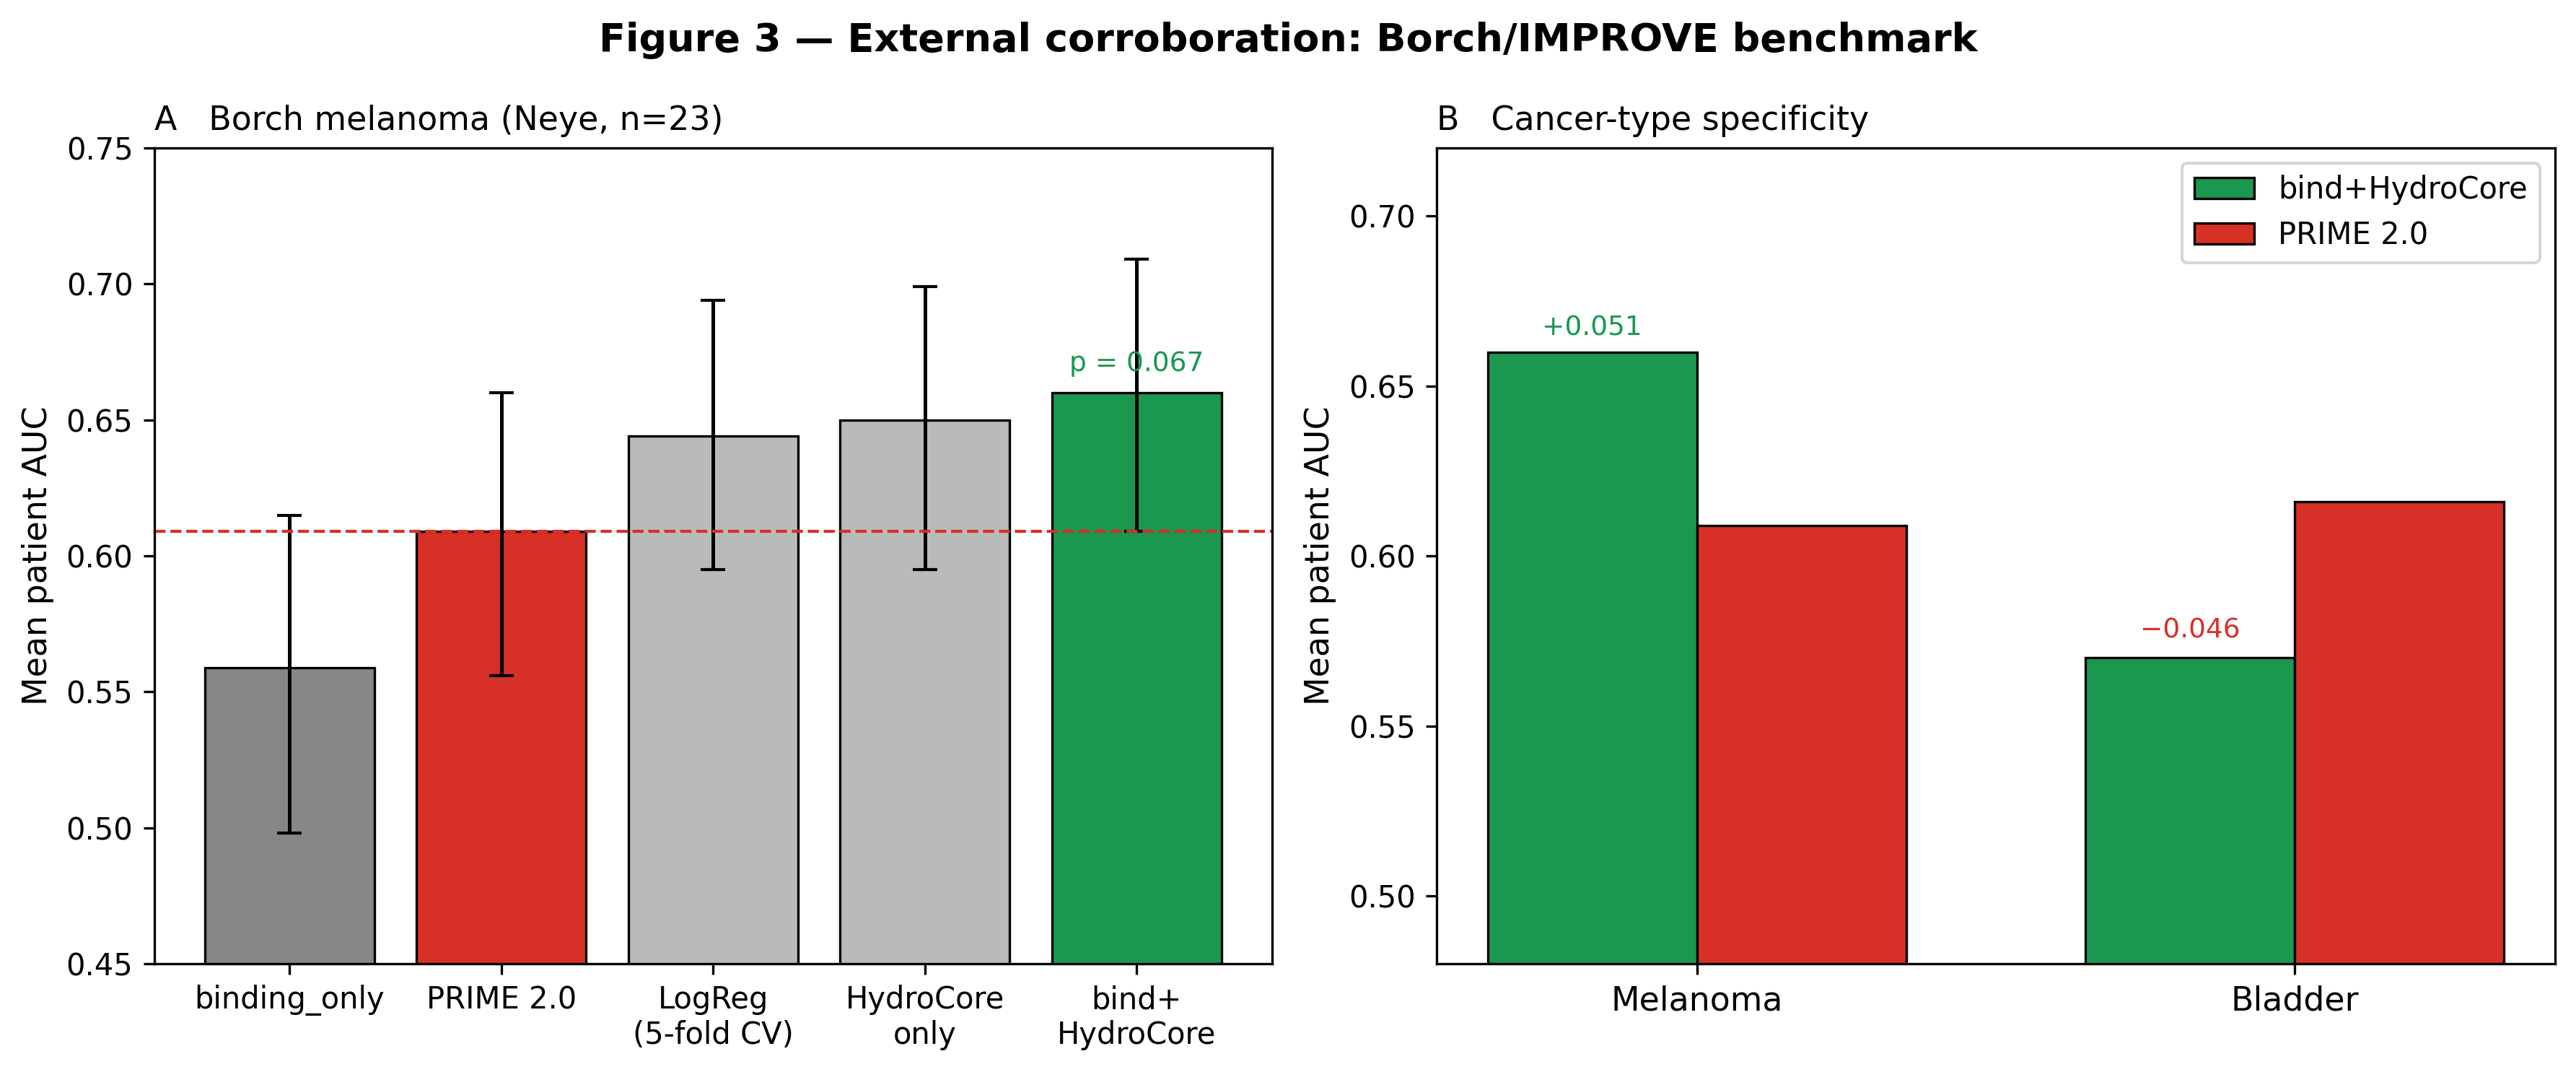 Figure 3 — External corroboration: Borch/IMPROVE benchmark
A Borch melanoma (Neye, n=23)
Mean patient AUC
0.75
0.70
0.65
0.60
0.55
0.50
0.45
p = 0.067
binding_only
PRIME 2.0
LogReg
(5-fold CV)
HydroCore
only
bind+
HydroCore
B Cancer-type specificity
Mean patient AUC
0.70
0.65
0.60
0.55
0.50
bind+HydroCore
PRIME 2.0
+0.051
−0.046
Melanoma
Bladder